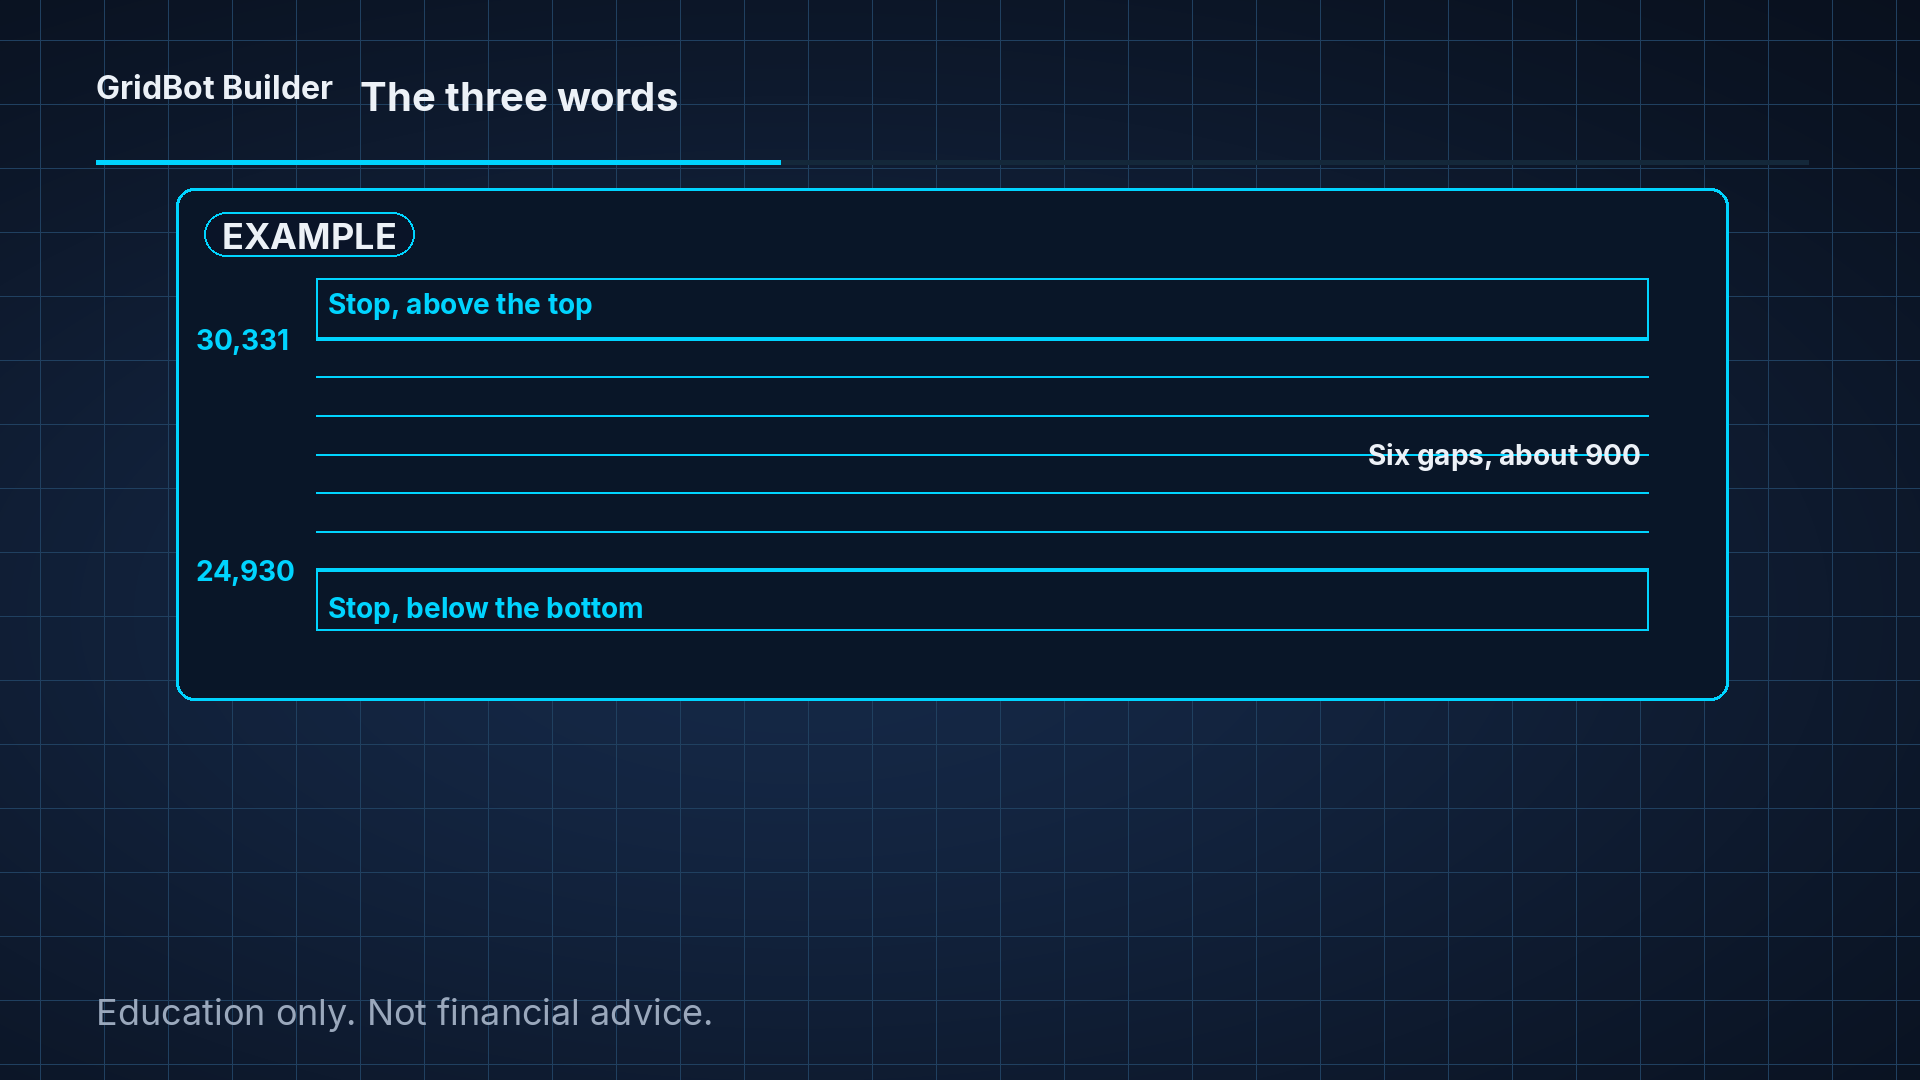 GridBot Builder
The three words
EXAMPLE
Stop, above the top
30,331
Six gaps, about 900
24,930
Stop, below the bottom
Education only. Not financial advice.